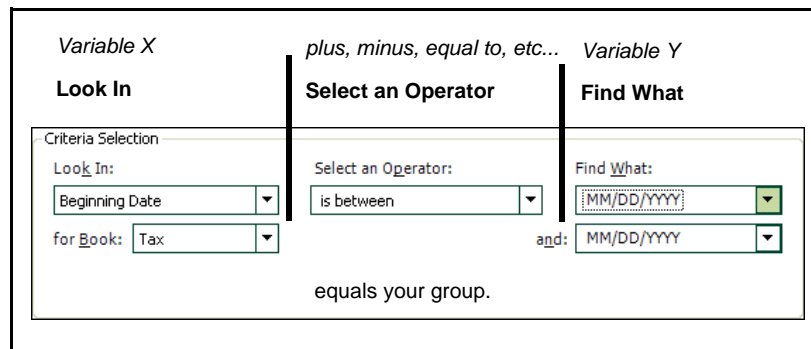 Variable X plus, minus, equal to, etc... Variable Y
Look In Select an Operator Find What
Criteria Selection
Look In: Select an Operator: Find What:
Beginning Date is between MM/DD/YYYY
for Book: Tax and: MM/DD/YYYY
equals your group.